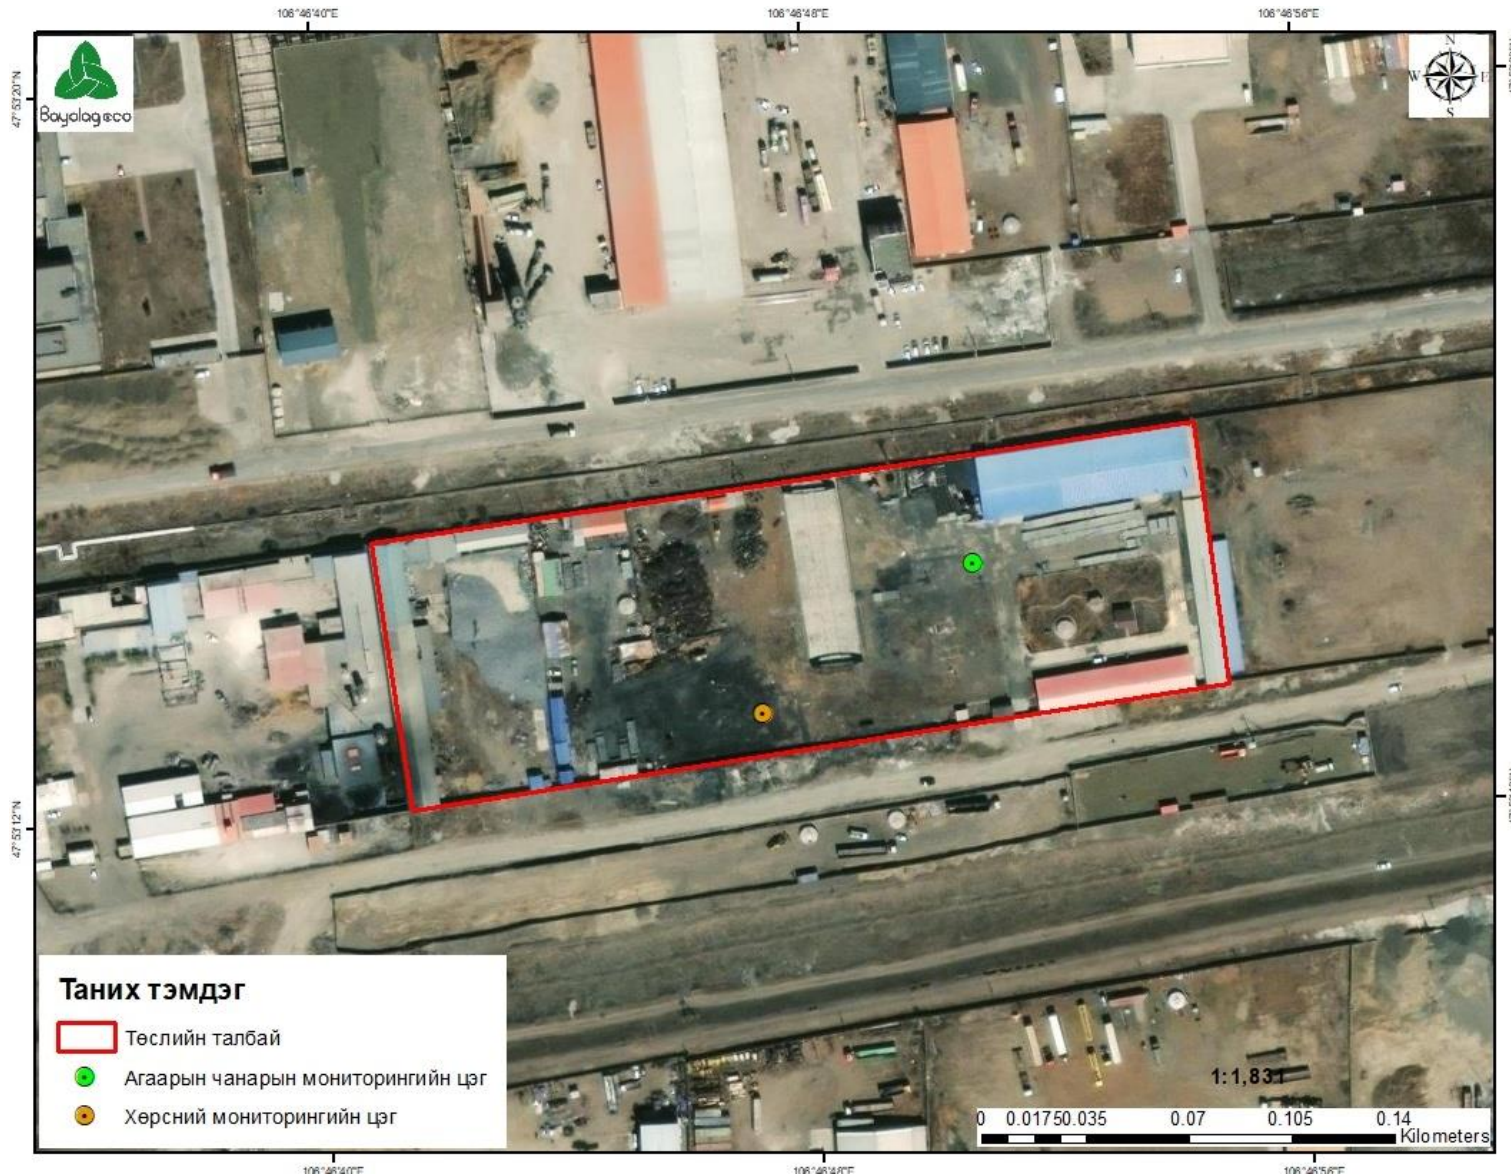 106°46'40"E 106°46'48"E 106°46'56"E
Bayalag eco
N
W E
S
47°53'20"N
47°53'12"N
Таних тэмдэг
Төслийн талбай
Агаарын чанарын мониторингийн цэг
Хөрсний мониторингийн цэг
1:1,831
0 0.0175 0.035 0.07 0.105 0.14
Kilometers
106°46'40"E 106°46'48"E 106°46'56"E